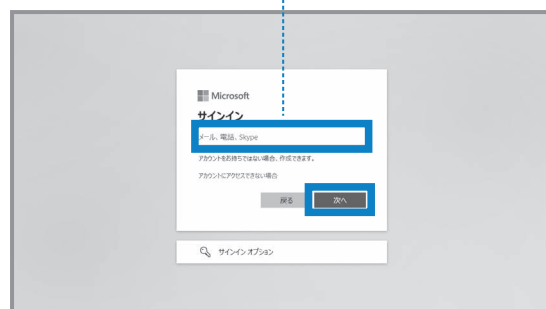 Microsoft
サインイン
メール、電話、Skype
アカウントをお持ちではない場合、作成できます。
アカウントにアクセスできない場合
戻る 次へ
サインイン オプション